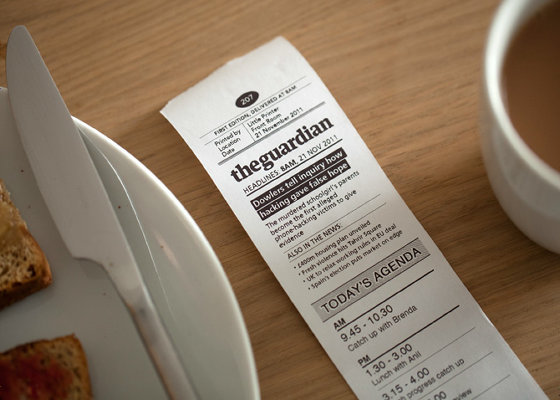 207
FIRST EDITION, DELIVERED AT 8AM
Printed by Little Printer
Location Front Room
Date 21 November 2011
theguardian
HEADLINES 8AM, 21 NOV 2011
Dowlers tell inquiry how
hacking gave false hope
The murdered schoolgirl's parents
become the first alleged
phone-hacking victims to give
evidence
ALSO IN THE NEWS
• £400m housing plan unveiled
• Fresh violence hits Tahrir Square
• UK to relax working rules in EU deal
• Spain's election puts market on edge
TODAY'S AGENDA
AM
9.45 - 10.30
Catch up with Brenda
PM
1.30 - 3.00
Lunch with Anil
3.15 - 4.00
progress catch up